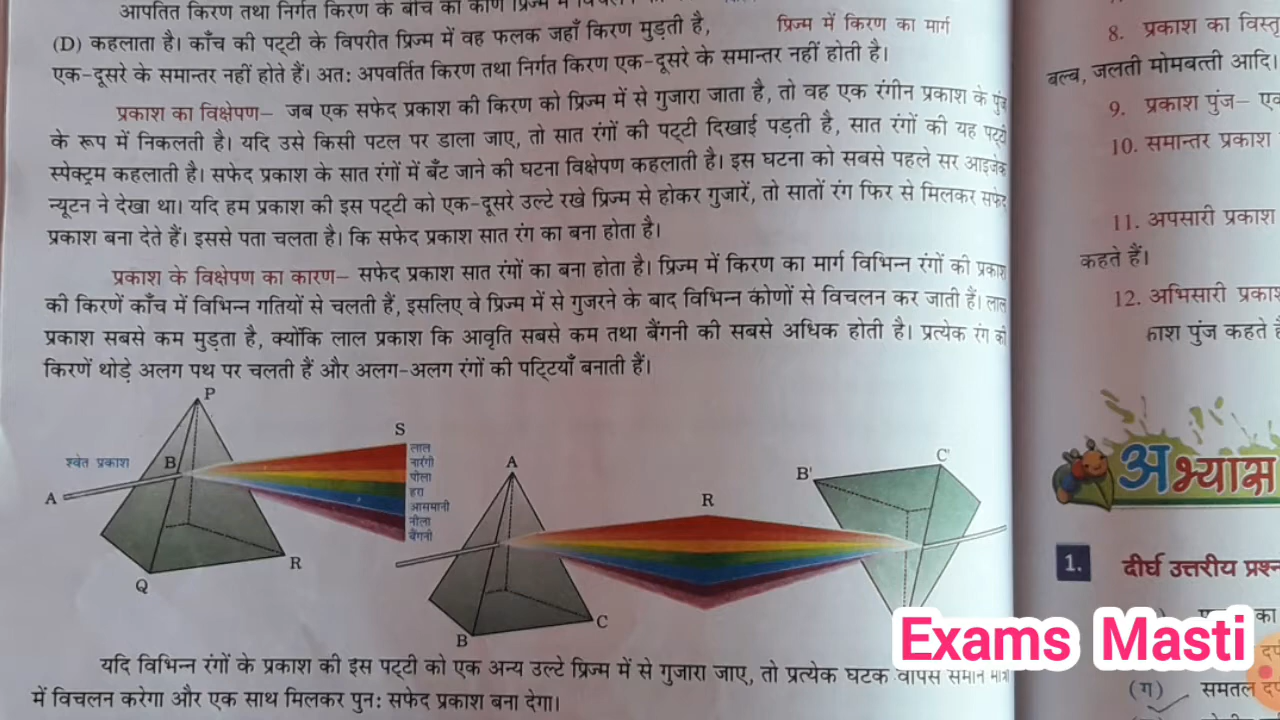 आपतित किरण तथा निर्गत किरण के बीच का कोण प्रिज्म में
(D) कहलाता है। काँच की पट्टी के विपरीत प्रिज्म में वह फलक जहाँ किरण मुड़ती है,
प्रिज्म में किरण का मार्ग
एक-दूसरे के समान्तर नहीं होते हैं। अतः अपवर्तित किरण तथा निर्गत किरण एक-दूसरे के समान्तर नहीं होती है।
प्रकाश का विक्षेपण– जब एक सफेद प्रकाश की किरण को प्रिज्म में से गुजारा जाता है, तो वह एक रंगीन प्रकाश के पुंज
के रूप में निकलती है। यदि उसे किसी पटल पर डाला जाए, तो सात रंगों की पट्टी दिखाई पड़ती है, सात रंगों की यह पट्टी
स्पेक्ट्रम कहलाती है। सफेद प्रकाश के सात रंगों में बँट जाने की घटना विक्षेपण कहलाती है। इस घटना को सबसे पहले सर आइजेक
न्यूटन ने देखा था। यदि हम प्रकाश की इस पट्टी को एक-दूसरे उल्टे रखे प्रिज्म से होकर गुजारें, तो सातों रंग फिर से मिलकर सफेद
प्रकाश बना देते हैं। इससे पता चलता है। कि सफेद प्रकाश सात रंग का बना होता है।
प्रकाश के विक्षेपण का कारण– सफेद प्रकाश सात रंगों का बना होता है। प्रिज्म में किरण का मार्ग विभिन्न रंगों की प्रकाश
की किरणें काँच में विभिन्न गतियों से चलती हैं, इसलिए वे प्रिज्म में से गुजरने के बाद विभिन्न कोणों से विचलन कर जाती हैं। लाल
प्रकाश सबसे कम मुड़ता है, क्योंकि लाल प्रकाश कि आवृति सबसे कम तथा बैंगनी की सबसे अधिक होती है। प्रत्येक रंग की
किरणें थोड़े अलग पथ पर चलती हैं और अलग-अलग रंगों की पट्टियाँ बनाती हैं।
P
S
श्वेत प्रकाश
B
A
लाल
नारंगी
पीला
हरा
आसमानी
नीला
बैंगनी
Q
R
A
B
C
R
B'
C'
यदि विभिन्न रंगों के प्रकाश की इस पट्टी को एक अन्य उल्टे प्रिज्म में से गुजारा जाए, तो प्रत्येक घटक वापस समान मात्रा
में विचलन करेगा और एक साथ मिलकर पुनः सफेद प्रकाश बना देगा।
8. प्रकाश का
बल्ब, जलती मोमबत्ती आदि।
9. प्रकाश पुंज–
10. समान्तर प्रकाश
11. अपसारी प्रकाश
कहते हैं।
12. अभिसारी
पुंज कहते
अभ्यास
1. दीर्घ उत्तरीय
का
(ग) समतल
Exams Masti